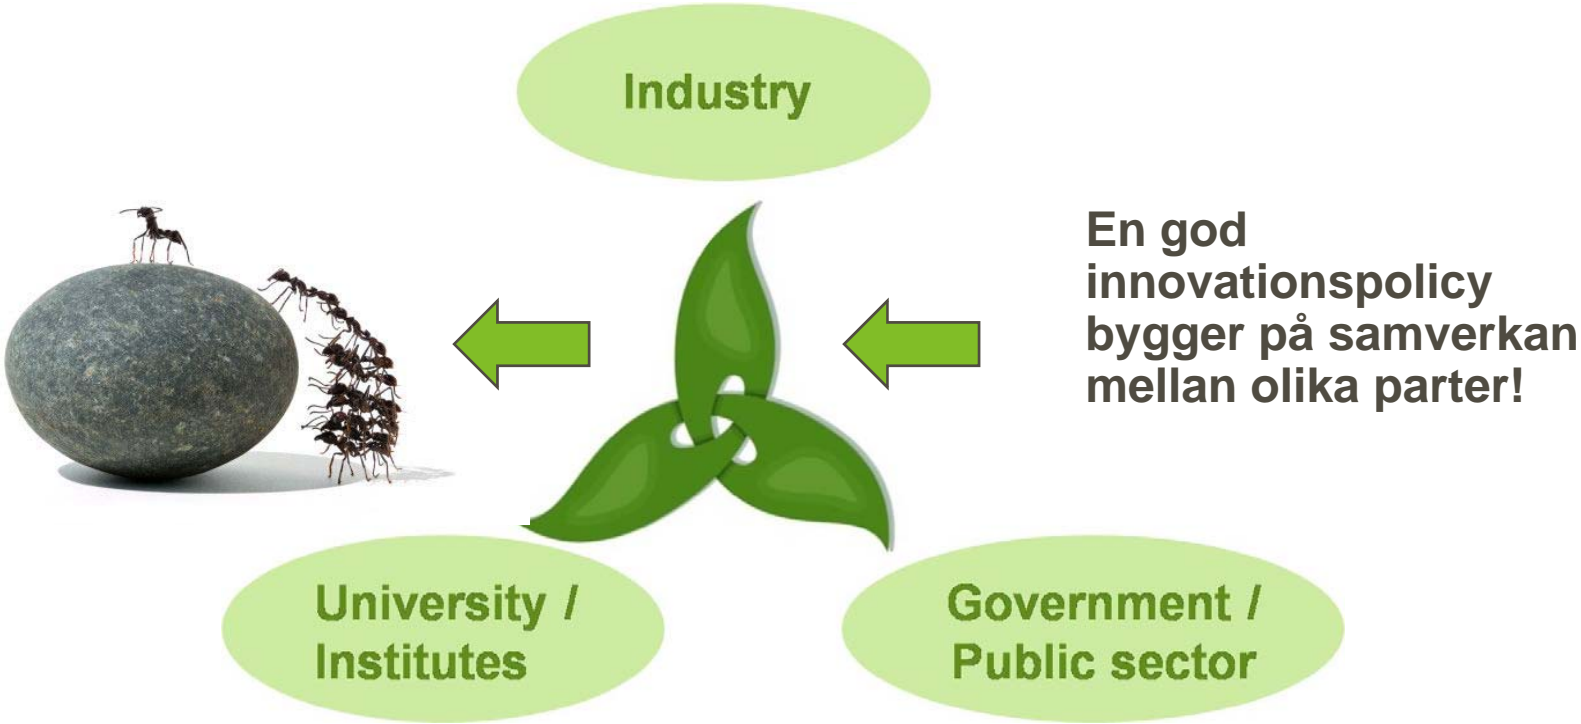 Industry
En god
innovationspolicy
bygger på samverkan
mellan olika parter!
University /
Institutes
Government /
Public sector